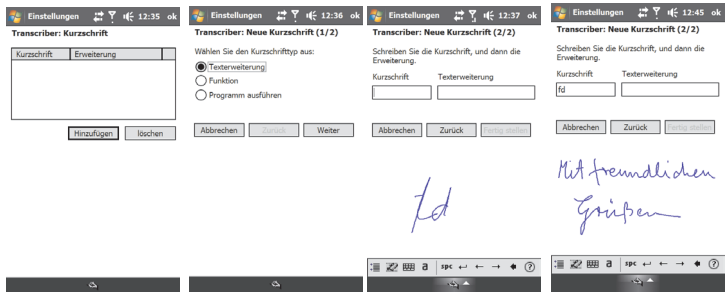 Einstellungen 12:35 ok
Transcriber: Kurzschrift
Kurzschrift Erweiterung
Hinzufügen löschen
Einstellungen 12:36 ok
Transcriber: Neue Kurzschrift (1/2)
Wählen Sie den Kurzschrifttyp aus:
Texterweiterung
Funktion
Programm ausführen
Abbrechen Zurück Weiter
Einstellungen 12:37 ok
Transcriber: Neue Kurzschrift (2/2)
Schreiben Sie die Kurzschrift, und dann die
Erweiterung.
Kurzschrift Texterweiterung
Abbrechen Zurück Fertig stellen
fd
a spc
Einstellungen 12:45 ok
Transcriber: Neue Kurzschrift (2/2)
Schreiben Sie die Kurzschrift, und dann die
Erweiterung.
Kurzschrift Texterweiterung
fd
Abbrechen Zurück Fertig stellen
Mit freundlichen
Grüßen
a spc